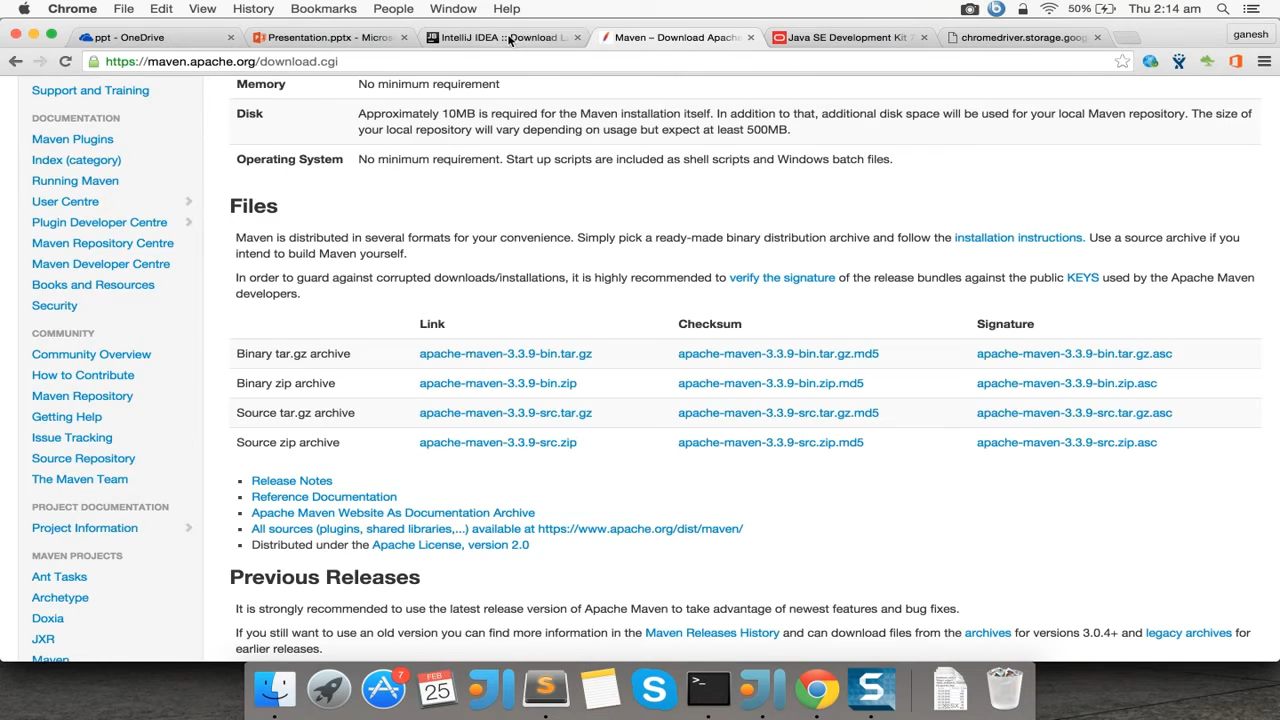 Chrome File Edit View History Bookmarks People Window Help 50% Thu 2:14 am
ppt - OneDrive Presentation.pptx - Micros IntelliJ IDEA :: Download L Maven – Download Apache Java SE Development Kit 7 chromedriver.storage.goog ganesh
https://maven.apache.org/download.cgi
Support and Training
DOCUMENTATION
Maven Plugins
Index (category)
Running Maven
User Centre
Plugin Developer Centre
Maven Repository Centre
Maven Developer Centre
Books and Resources
Security
COMMUNITY
Community Overview
How to Contribute
Maven Repository
Getting Help
Issue Tracking
Source Repository
The Maven Team
PROJECT DOCUMENTATION
Project Information
MAVEN PROJECTS
Ant Tasks
Archetype
Doxia
JXR
Maven
Memory No minimum requirement
Disk Approximately 10MB is required for the Maven installation itself. In addition to that, additional disk space will be used for your local Maven repository. The size of
your local repository will vary depending on usage but expect at least 500MB.
Operating System No minimum requirement. Start up scripts are included as shell scripts and Windows batch files.
Files
Maven is distributed in several formats for your convenience. Simply pick a ready-made binary distribution archive and follow the installation instructions. Use a source archive if you
intend to build Maven yourself.
In order to guard against corrupted downloads/installations, it is highly recommended to verify the signature of the release bundles against the public KEYS used by the Apache Maven
developers.
Link Checksum Signature
Binary tar.gz archive apache-maven-3.3.9-bin.tar.gz apache-maven-3.3.9-bin.tar.gz.md5 apache-maven-3.3.9-bin.tar.gz.asc
Binary zip archive apache-maven-3.3.9-bin.zip apache-maven-3.3.9-bin.zip.md5 apache-maven-3.3.9-bin.zip.asc
Source tar.gz archive apache-maven-3.3.9-src.tar.gz apache-maven-3.3.9-src.tar.gz.md5 apache-maven-3.3.9-src.tar.gz.asc
Source zip archive apache-maven-3.3.9-src.zip apache-maven-3.3.9-src.zip.md5 apache-maven-3.3.9-src.zip.asc
Release Notes
Reference Documentation
Apache Maven Website As Documentation Archive
All sources (plugins, shared libraries,...) available at https://www.apache.org/dist/maven/
Distributed under the Apache License, version 2.0
Previous Releases
It is strongly recommended to use the latest release version of Apache Maven to take advantage of newest features and bug fixes.
If you still want to use an old version you can find more information in the Maven Releases History and can download files from the archives for versions 3.0.4+ and legacy archives for
earlier releases.
7
FEB
25